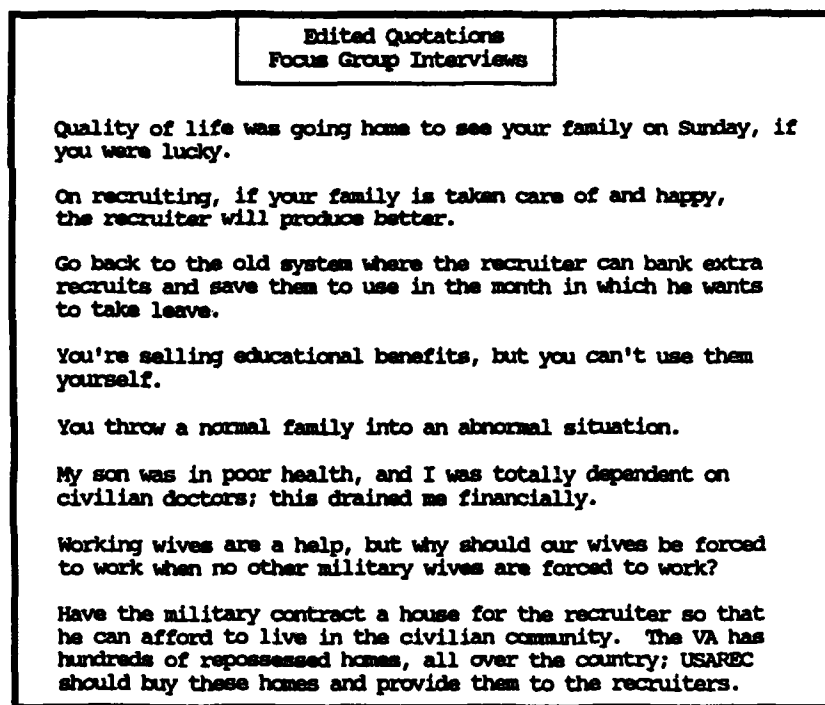 Edited Quotations
Focus Group Interviews
Quality of life was going home to see your family on Sunday, if
you were lucky.
On recruiting, if your family is taken care of and happy,
the recruiter will produce better.
Go back to the old system where the recruiter can bank extra
recruits and save them to use in the month in which he wants
to take leave.
You're selling educational benefits, but you can't use them
yourself.
You throw a normal family into an abnormal situation.
My son was in poor health, and I was totally dependent on
civilian doctors; this drained me financially.
Working wives are a help, but why should our wives be forced
to work when no other military wives are forced to work?
Have the military contract a house for the recruiter so that
he can afford to live in the civilian community.  The VA has
hundreds of repossessed homes, all over the country; USAREC
should buy these homes and provide them to the recruiters.